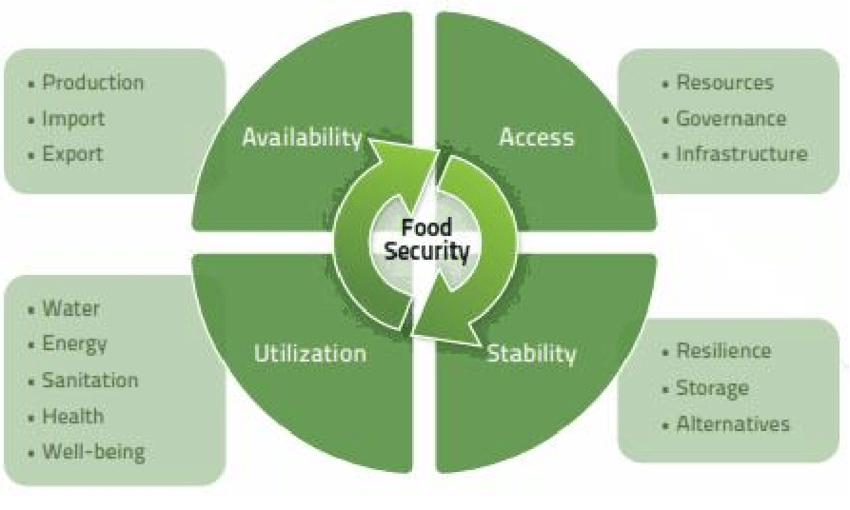 • Production
• Import
• Export
Availability
Access
• Resources
• Governance
• Infrastructure
Food
Security
• Water
• Energy
• Sanitation
• Health
• Well-being
Utilization
Stability
• Resilience
• Storage
• Alternatives